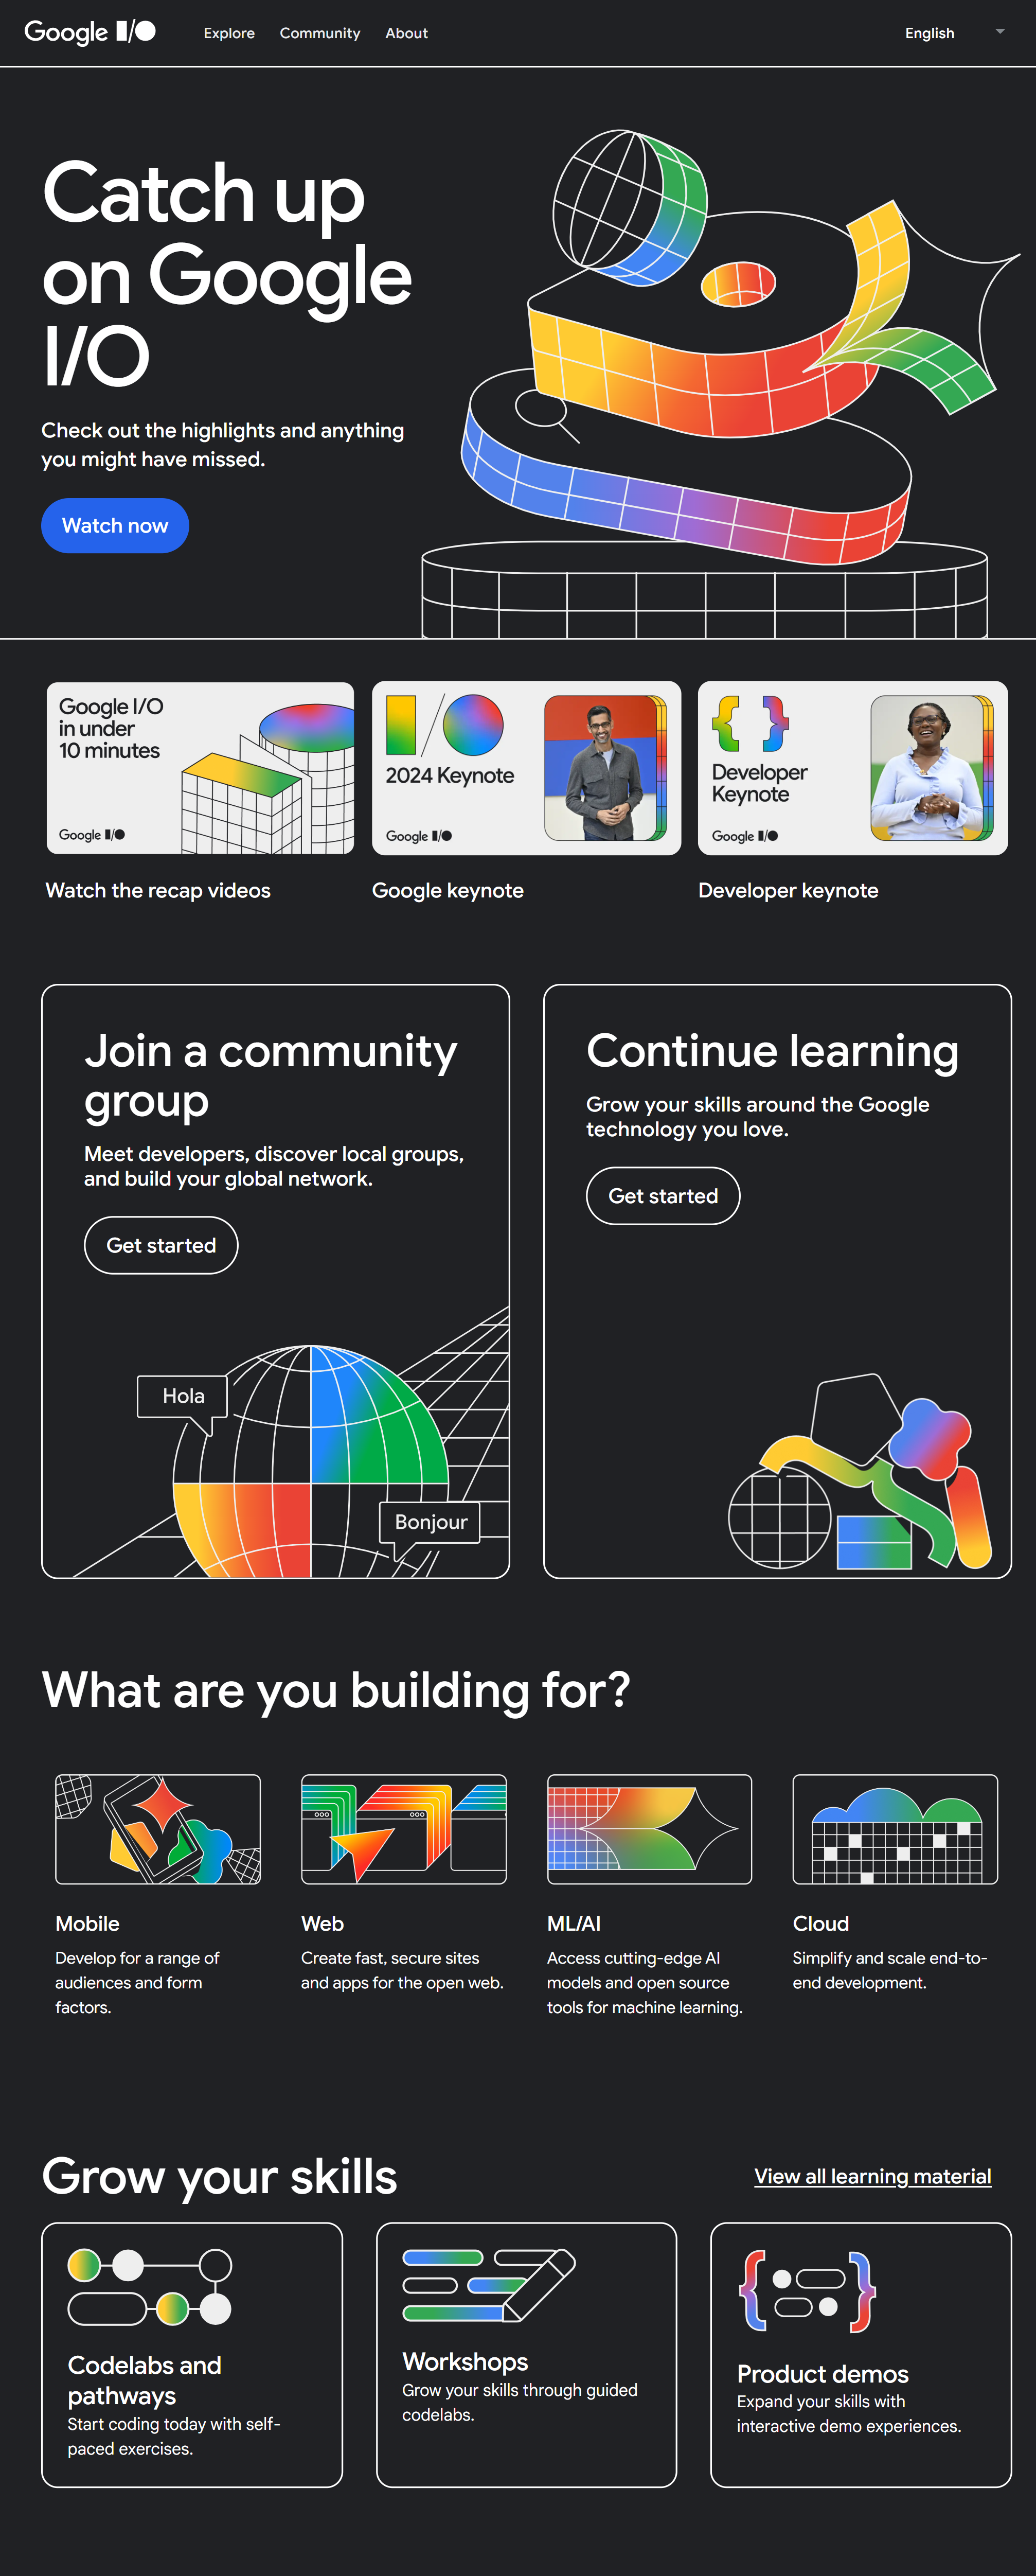 Google I/O
Explore
Community
About
English
Catch up
on Google
I/O
Check out the highlights and anything
you might have missed.
Watch now
Google I/O
in under
10 minutes
Google I/O
Watch the recap videos
I/O
2024 Keynote
Google I/O
Google keynote
{ }
Developer
Keynote
Google I/O
Developer keynote
Join a community
group
Meet developers, discover local groups,
and build your global network.
Get started
Hola
Bonjour
Continue learning
Grow your skills around the Google
technology you love.
Get started
What are you building for?
Mobile
Develop for a range of
audiences and form
factors.
Web
Create fast, secure sites
and apps for the open web.
ML/AI
Access cutting-edge AI
models and open source
tools for machine learning.
Cloud
Simplify and scale end-to-
end development.
Grow your skills
View all learning material
Codelabs and
pathways
Start coding today with self-
paced exercises.
Workshops
Grow your skills through guided
codelabs.
Product demos
Expand your skills with
interactive demo experiences.